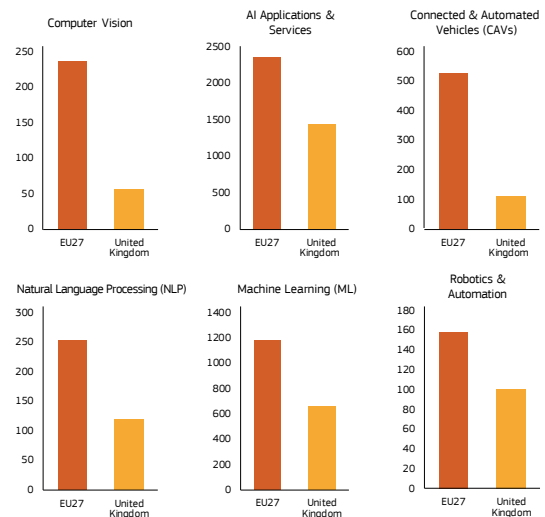 Computer Vision
250
200
150
100
50
0
EU27
United
Kingdom
AI Applications &
Services
2500
2000
1500
1000
500
0
EU27
United
Kingdom
Connected & Automated
Vehicles (CAVs)
600
500
400
300
200
100
0
EU27
United
Kingdom
Natural Language Processing (NLP)
300
250
200
150
100
50
0
EU27
United
Kingdom
Machine Learning (ML)
1400
1200
1000
800
600
400
200
0
EU27
United
Kingdom
Robotics &
Automation
180
160
140
120
100
80
60
40
20
0
EU27
United
Kingdom